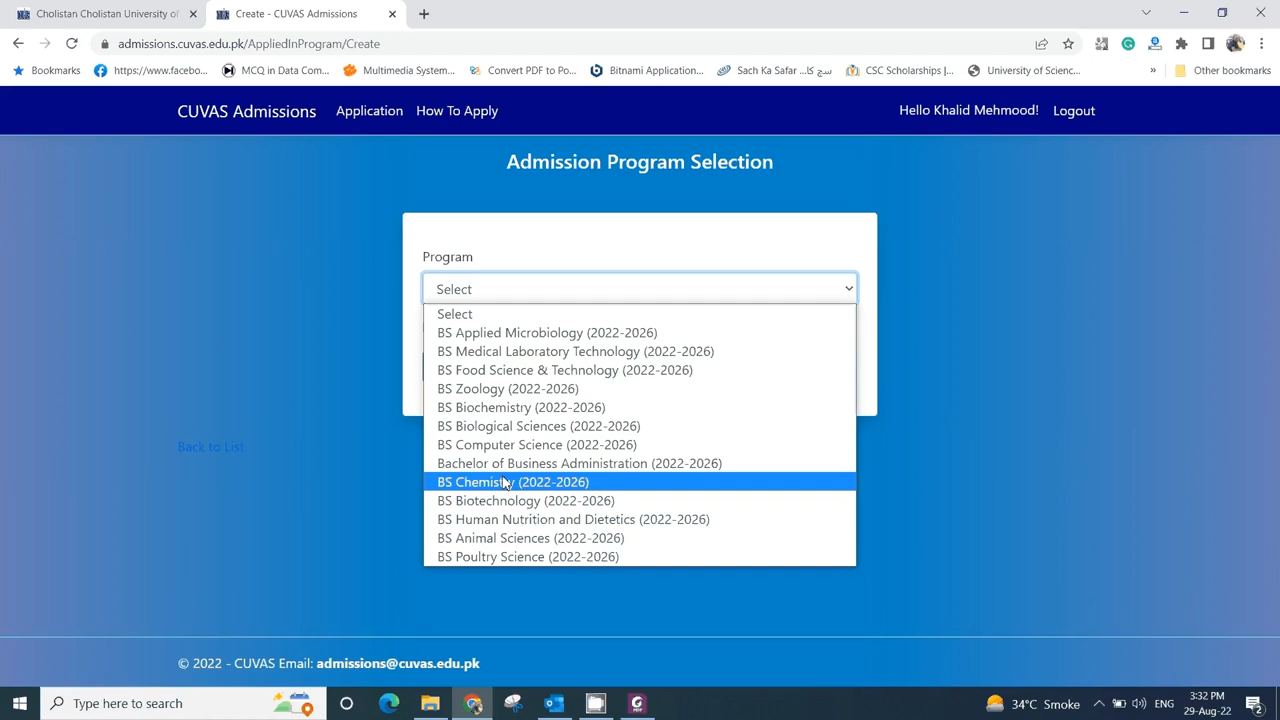 Cholistan Cholistan University of
Create - CUVAS Admissions
admissions.cuvas.edu.pk/AppliedInProgram/Create
Bookmarks
https://www.facebo...
MCQ in Data Com...
Multimedia System...
Convert PDF to Po...
Bitnami Application...
Sach Ka Safar سچ کا...
CSC Scholarships |...
University of Scienc...
»
Other bookmarks
CUVAS Admissions
Application
How To Apply
Hello Khalid Mehmood!
Logout
Admission Program Selection
Program
Select
Select
BS Applied Microbiology (2022-2026)
BS Medical Laboratory Technology (2022-2026)
BS Food Science & Technology (2022-2026)
BS Zoology (2022-2026)
BS Biochemistry (2022-2026)
BS Biological Sciences (2022-2026)
BS Computer Science (2022-2026)
Bachelor of Business Administration (2022-2026)
BS Chemistry (2022-2026)
BS Biotechnology (2022-2026)
BS Human Nutrition and Dietetics (2022-2026)
BS Animal Sciences (2022-2026)
BS Poultry Science (2022-2026)
Back to List
© 2022 - CUVAS Email: admissions@cuvas.edu.pk
Type here to search
34°C Smoke
ENG
3:32 PM
29-Aug-22
2